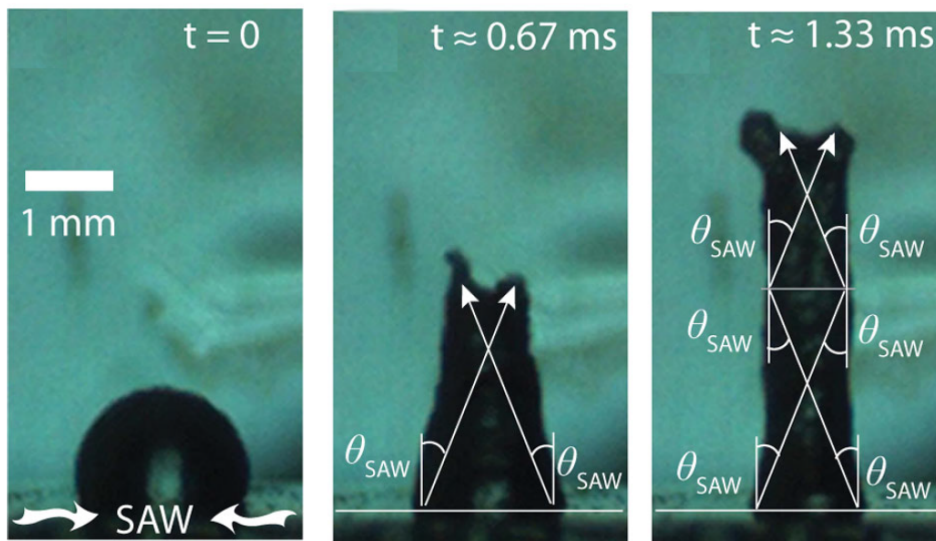 t = 0
1 mm
SAW
t ≈ 0.67 ms
θSAW
θSAW
t ≈ 1.33 ms
θSAW
θSAW
θSAW
θSAW
θSAW
θSAW